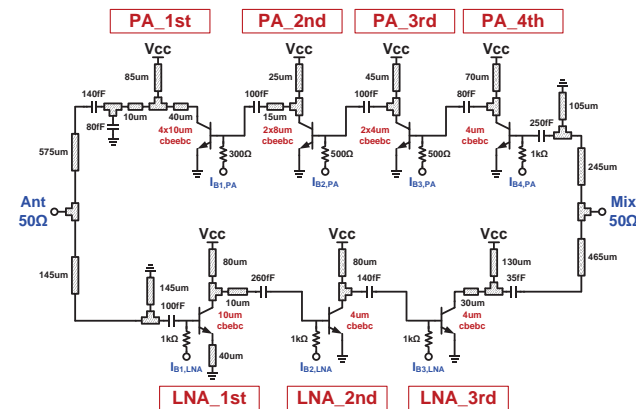 PA_1st PA_2nd PA_3rd PA_4th
Vcc Vcc Vcc Vcc
85um 25um 45um 70um
140fF 100fF 100fF 80fF 105um
10um 40um 15um 250fF
80fF
4x10um cbeebc
2x8um cbeebc
2x4um cbeebc
4um cbebc
575um
300Ω 500Ω 500Ω 1kΩ
245um
IB1,PA IB2,PA IB3,PA IB4,PA
Ant 50Ω
Mix 50Ω
Vcc Vcc Vcc
145um
80um 80um 130um
465um
145um
260fF 140fF 35fF
100fF
10um 30um
10um cbebc
4um cbebc
4um cbebc
1kΩ 1kΩ 1kΩ
40um
IB1,LNA IB2,LNA IB3,LNA
LNA_1st LNA_2nd LNA_3rd